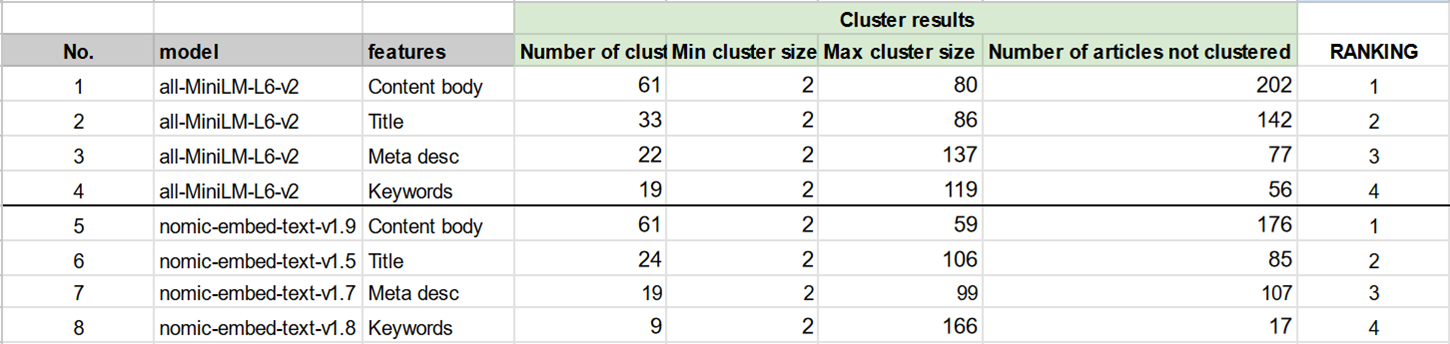 Cluster results
No. model features Number of clust Min cluster size Max cluster size Number of articles not clustered RANKING
1 all-MiniLM-L6-v2 Content body 61 2 80 202 1
2 all-MiniLM-L6-v2 Title 33 2 86 142 2
3 all-MiniLM-L6-v2 Meta desc 22 2 137 77 3
4 all-MiniLM-L6-v2 Keywords 19 2 119 56 4
5 nomic-embed-text-v1.9 Content body 61 2 59 176 1
6 nomic-embed-text-v1.5 Title 24 2 106 85 2
7 nomic-embed-text-v1.7 Meta desc 19 2 99 107 3
8 nomic-embed-text-v1.8 Keywords 9 2 166 17 4